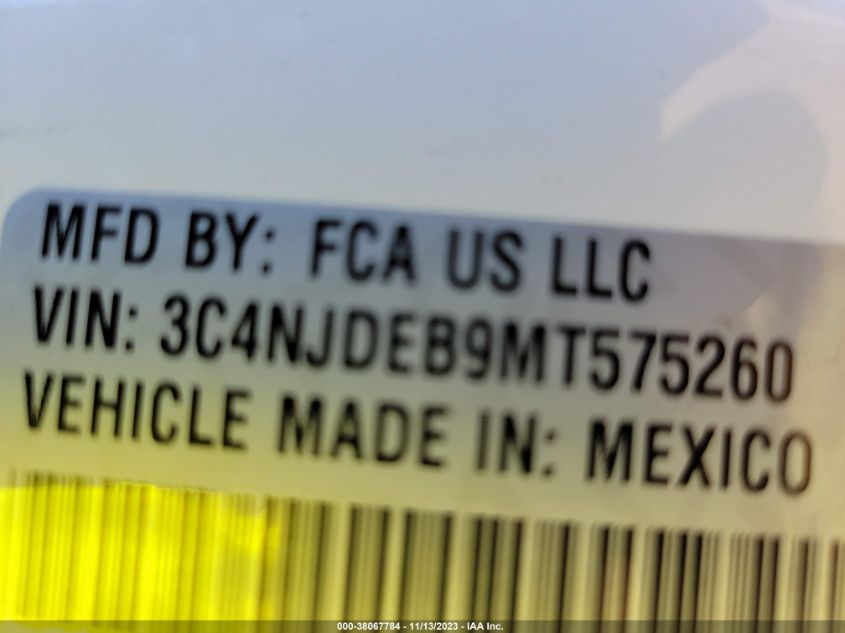 MFD BY: FCA US LLC
VIN: 3C4NJDEB9MT575260
VEHICLE MADE IN: MEXICO
000-38067784 - 11/13/2023 - IAA Inc.